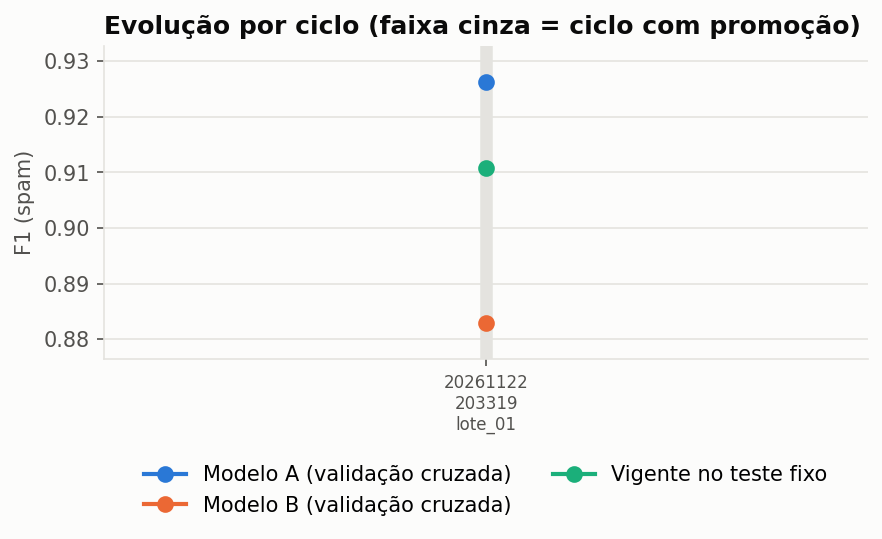 Evolução por ciclo (faixa cinza = ciclo com promoção)
F1 (spam)
0.93
0.92
0.91
0.90
0.89
0.88
20261122
203319
lote_01
Modelo A (validação cruzada)
Modelo B (validação cruzada)
Vigente no teste fixo